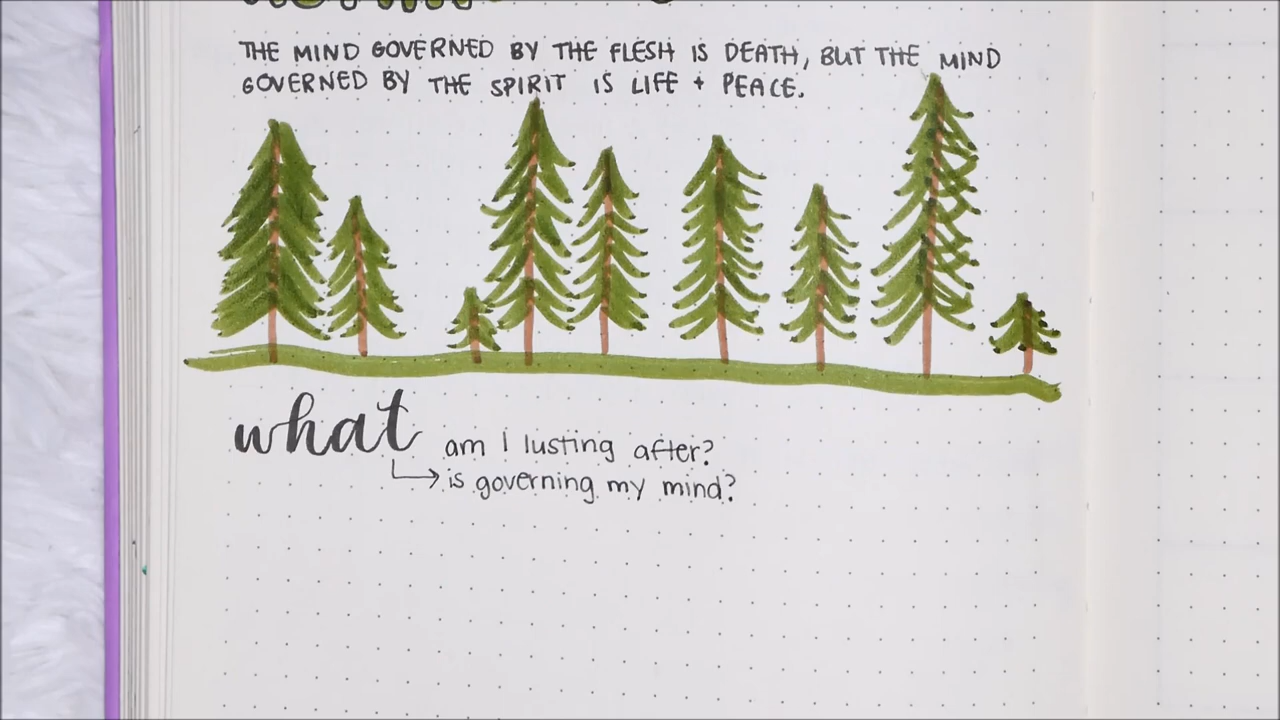 THE MIND GOVERNED BY THE FLESH IS DEATH, BUT THE MIND
GOVERNED BY THE SPIRIT IS LIFE + PEACE.
what am I lusting after?
is governing my mind?